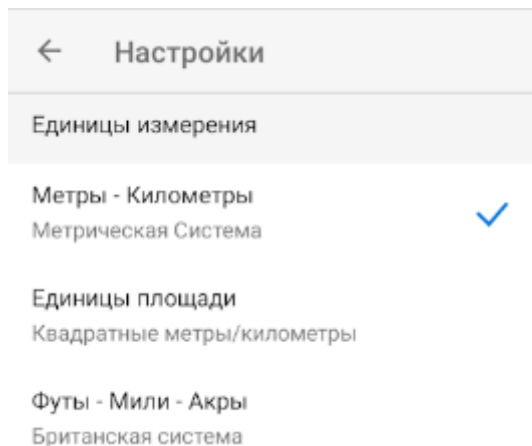 Настройки
Единицы измерения
Метры - Километры
Метрическая Система
Единицы площади
Квадратные метры/километры
Футы - Мили - Акры
Британская система